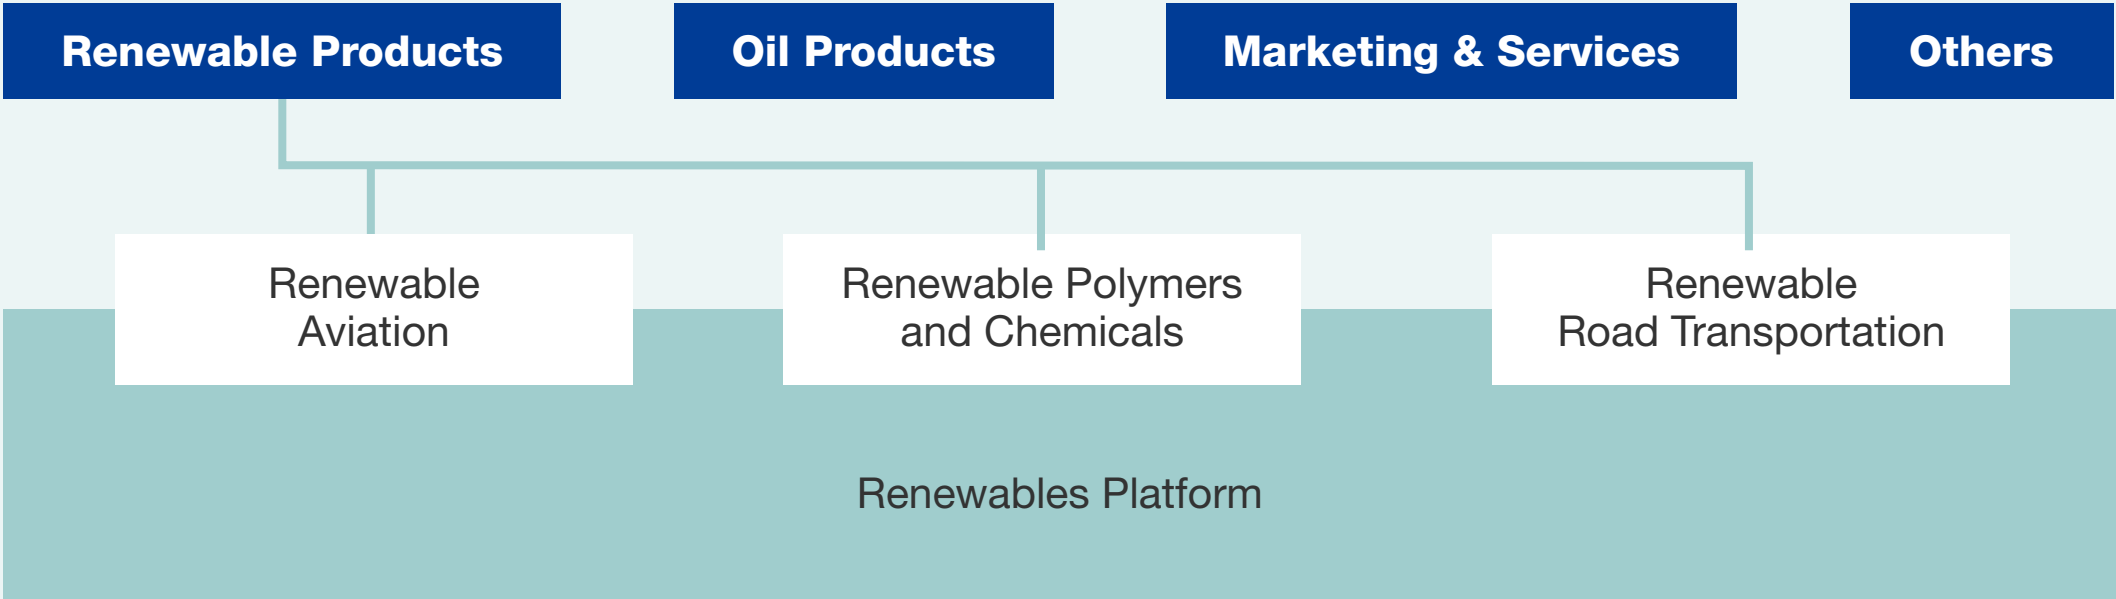 Renewable Products
Oil Products
Marketing & Services
Others
Renewable
Aviation
Renewable Polymers
and Chemicals
Renewable
Road Transportation
Renewables Platform